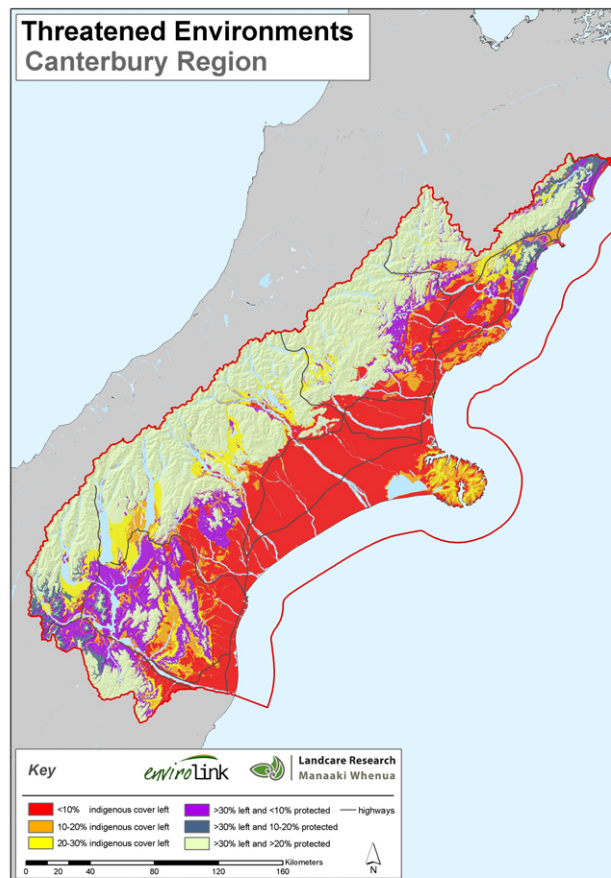 Threatened Environments
Canterbury Region
Key
envirolink
Landcare Research
Manaaki Whenua
<10% indigenous cover left
10-20% indigenous cover left
20-30% indigenous cover left
>30% left and <10% protected
>30% left and 10-20% protected
>30% left and >20% protected
highways
Kilometers
0 20 40 80 120 160
N